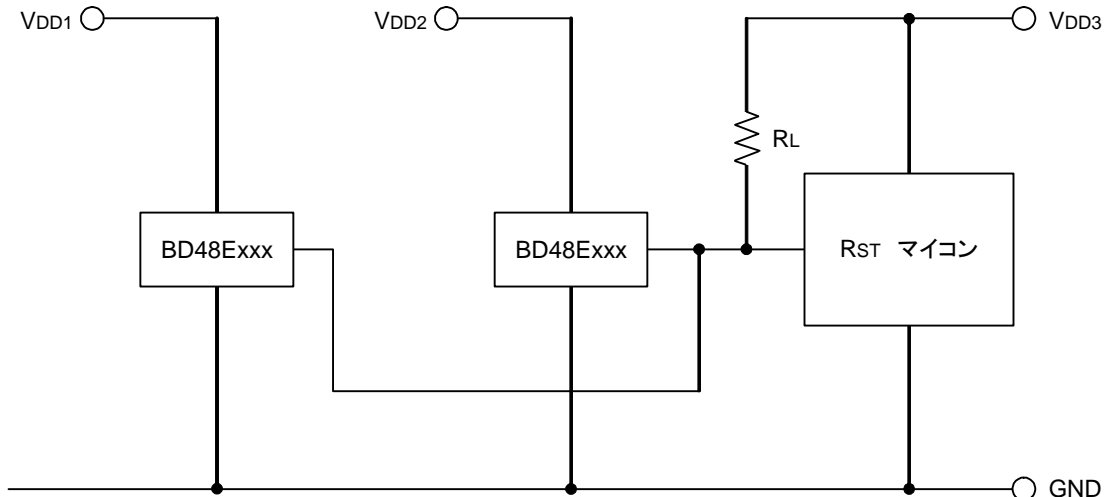 VDD1
VDD2
VDD3
RL
BD48Exxx
BD48Exxx
RST マイコン
GND